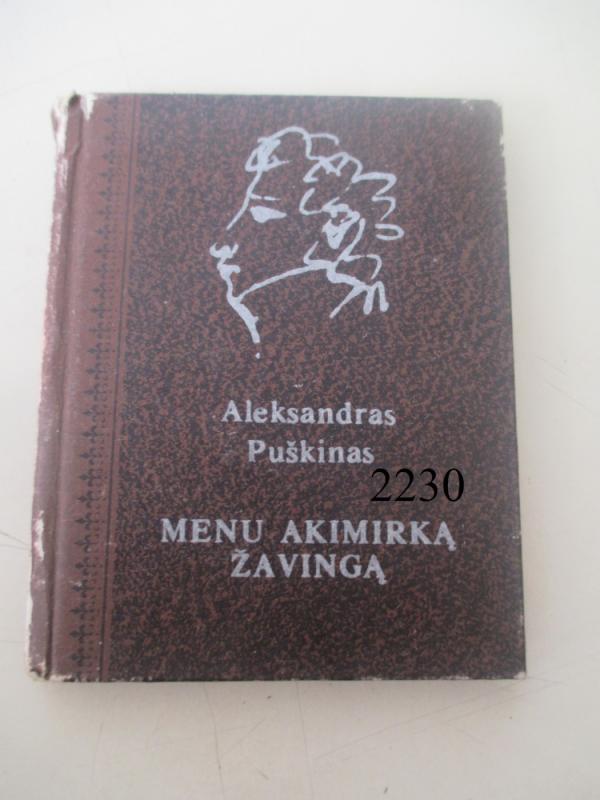 Aleksandras
Puškinas
2230
MENU AKIMIRKĄ
ŽAVINGĄ